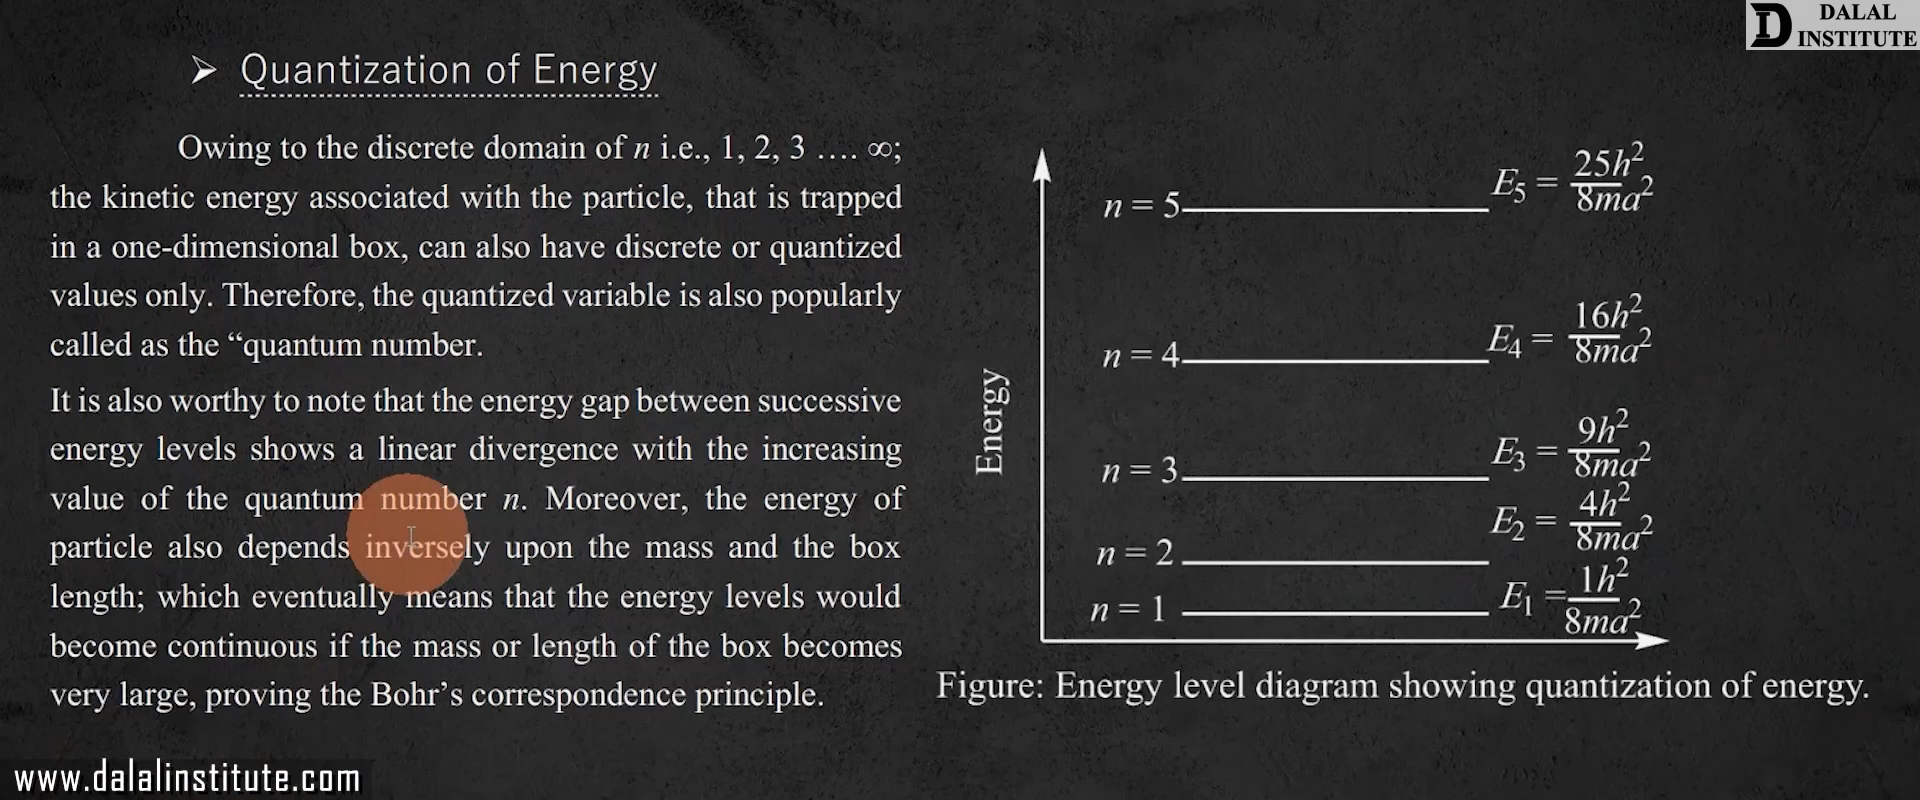 DALAL
INSTITUTE
➢ Quantization of Energy
Owing to the discrete domain of n i.e., 1, 2, 3 …. ∞;
the kinetic energy associated with the particle, that is trapped
in a one-dimensional box, can also have discrete or quantized
values only. Therefore, the quantized variable is also popularly
called as the “quantum number.
It is also worthy to note that the energy gap between successive
energy levels shows a linear divergence with the increasing
value of the quantum number n. Moreover, the energy of
particle also depends inversely upon the mass and the box
length; which eventually means that the energy levels would
become continuous if the mass or length of the box becomes
very large, proving the Bohr’s correspondence principle.
Energy
n = 5 E₅ = 25h²/8ma²
n = 4 E₄ = 16h²/8ma²
n = 3 E₃ = 9h²/8ma²
n = 2 E₂ = 4h²/8ma²
n = 1 E₁ = 1h²/8ma²
Figure: Energy level diagram showing quantization of energy.
www.dalalinstitute.com